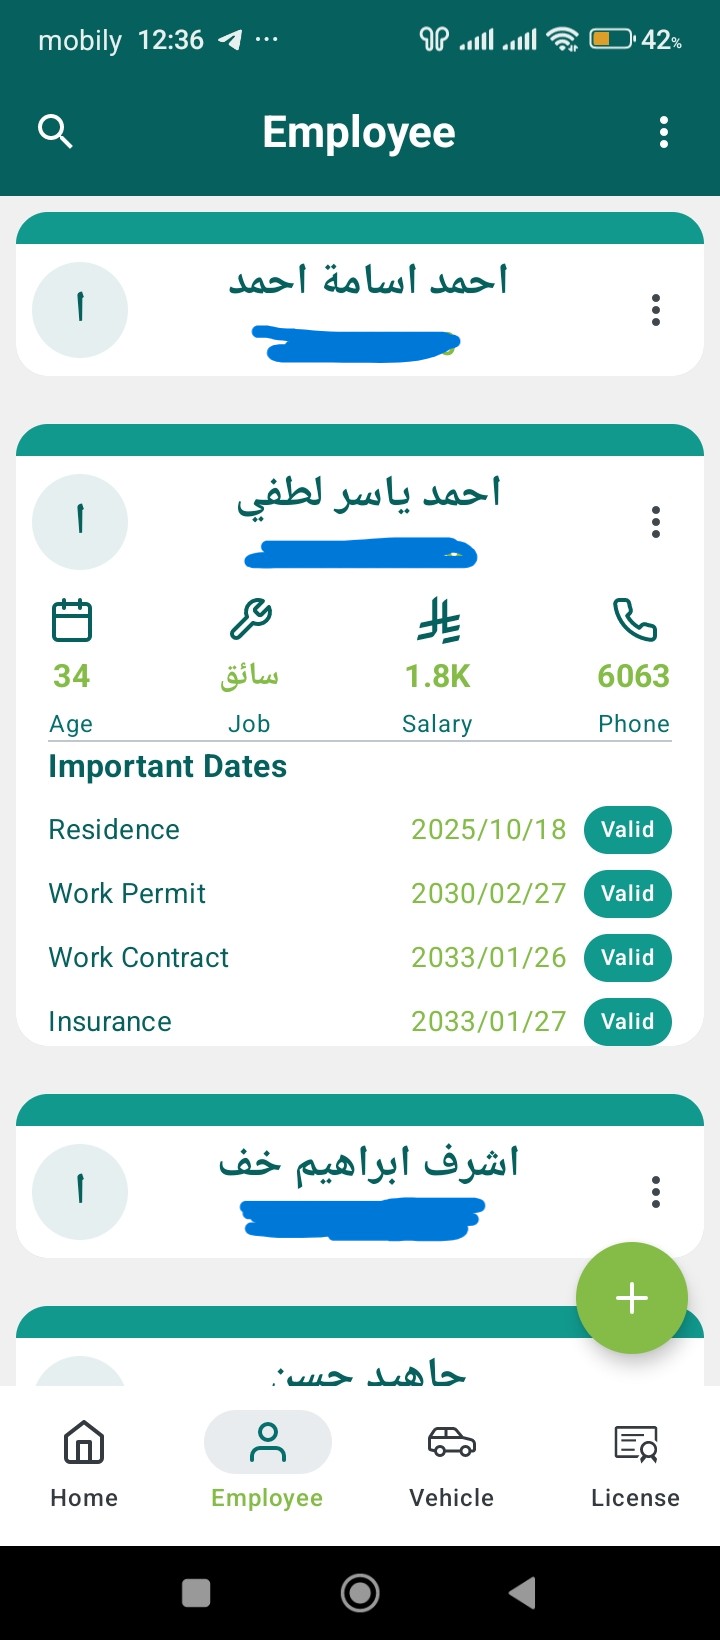 mobily 12:36 42%
Employee
ا
احمد اسامة احمد
ا
احمد ياسر لطفي
34 سائق 1.8K 6063
Age Job Salary Phone
Important Dates
Residence 2025/10/18 Valid
Work Permit 2030/02/27 Valid
Work Contract 2033/01/26 Valid
Insurance 2033/01/27 Valid
ا
اشرف ابراهيم خف
Home Employee Vehicle License